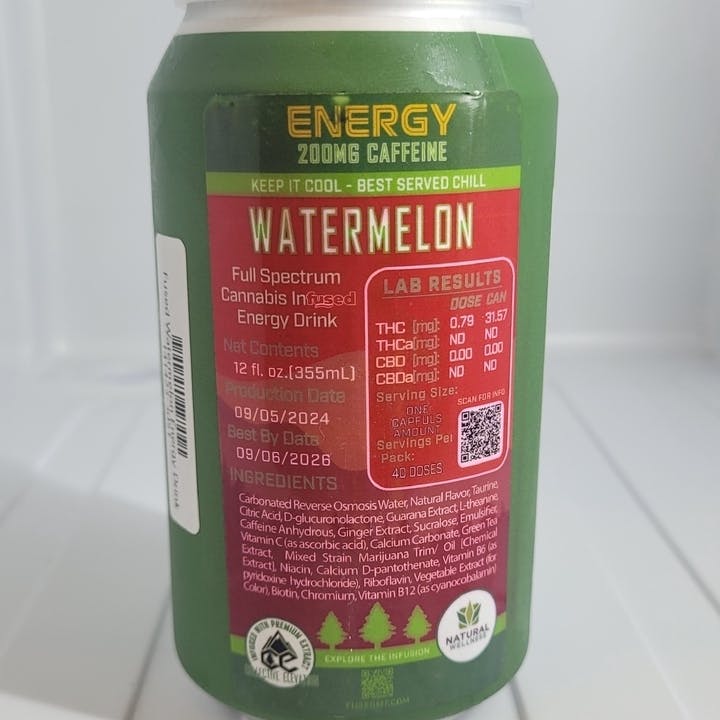 ENERGY
200MG CAFFEINE
KEEP IT COOL - BEST SERVED CHILL
WATERMELON
Full Spectrum
Cannabis Infused
Energy Drink
Net Contents
12 fl. oz.(355mL)
Production Date
09/05/2024
Best By Date
09/06/2026
LAB RESULTS
DOSE CAN
THC (mg): 0.79 31.57
THCa(mg): ND ND
CBD (mg): 0.00 0.00
CBDa(mg): ND ND
Serving Size:
ONE
CAPFULS
AMOUNT
Servings Per
Pack:
40 DOSES
SCAN FOR INFO
INGREDIENTS
Carbonated Reverse Osmosis Water, Natural Flavor, Taurine,
Citric Acid, D-glucuronolactone, Guarana Extract, L-theanine,
Caffeine Anhydrous, Ginger Extract, Sucralose, Emulsifier,
Vitamin C (as ascorbic acid), Calcium Carbonate, Green Tea
Extract, Mixed Strain Marijuana Trim/ Oil [Chemical
Extract], Niacin, Calcium D-pantothenate, Vitamin B6 (as
pyridoxine hydrochloride), Riboflavin, Vegetable Extract (for
Color), Biotin, Chromium, Vitamin B12 (as cyanocobalamin)
INFUSED WITH PREMIUM EXTRACT
EXPLORE THE INFUSION
NATURAL
WELLNESS